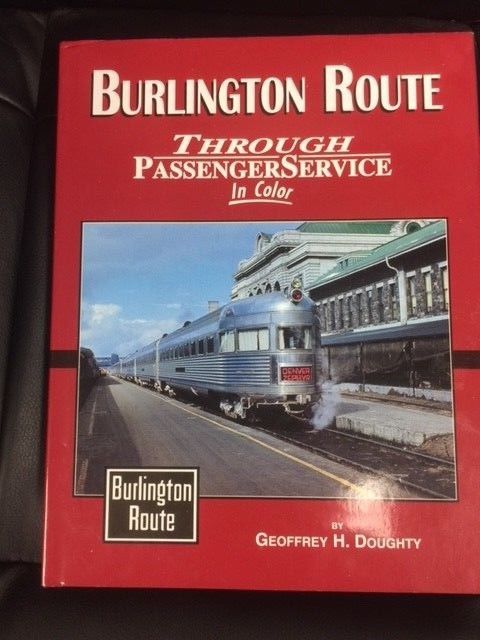 BURLINGTON ROUTE
THROUGH
PASSENGERSERVICE
In Color
DENVER
ZEPHYR
Burlington
Route
BY
GEOFFREY H. DOUGHTY